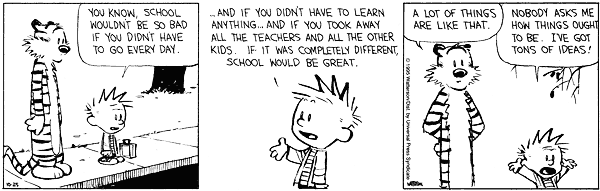 YOU KNOW, SCHOOL
WOULDN'T BE SO BAD
IF YOU DIDN'T HAVE
TO GO EVERY DAY.
...AND IF YOU DIDN'T HAVE TO LEARN
ANYTHING... AND IF YOU TOOK AWAY
ALL THE TEACHERS AND ALL THE OTHER
KIDS. IF IT WAS COMPLETELY DIFFERENT,
SCHOOL WOULD BE GREAT.
A LOT OF THINGS
ARE LIKE THAT.
NOBODY ASKS ME
HOW THINGS OUGHT
TO BE. I'VE GOT
TONS OF IDEAS!
© 1995 Watterson/Dist. by Universal Press Syndicate
10-25